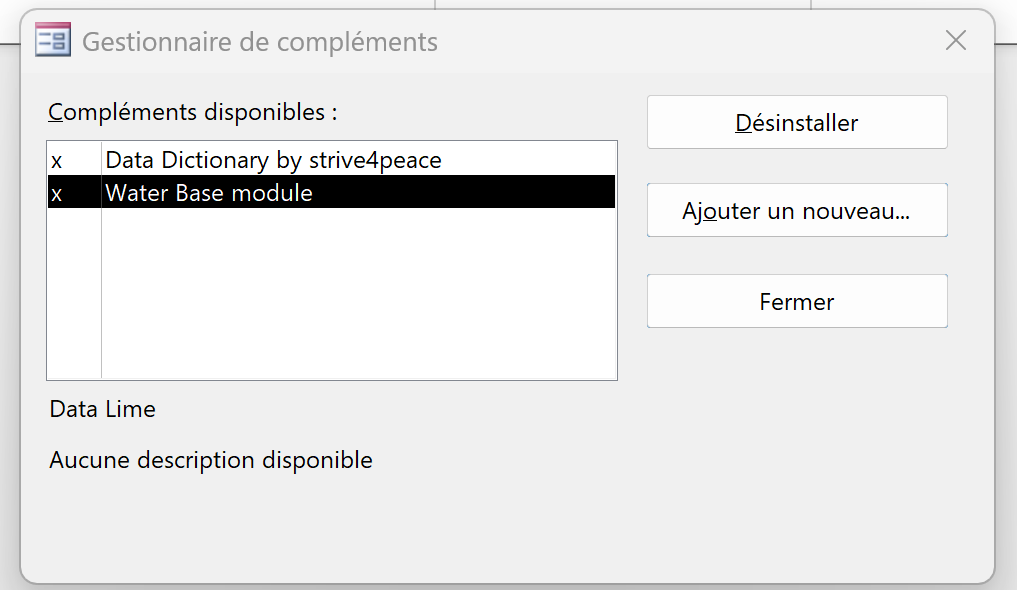 Gestionnaire de compléments
Compléments disponibles :
x Data Dictionary by strive4peace
x Water Base module
Désinstaller
Ajouter un nouveau...
Fermer
Data Lime
Aucune description disponible